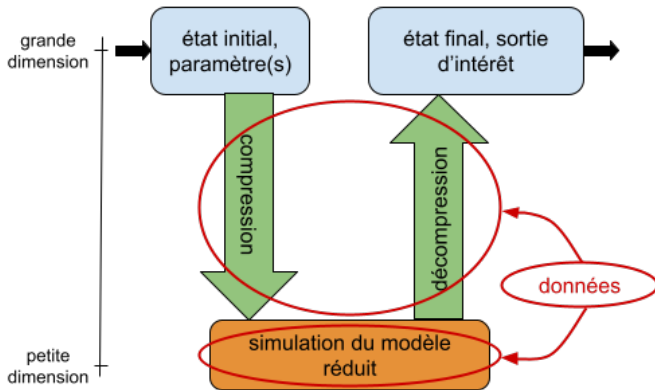 grande
dimension
état initial,
paramètre(s)
état final, sortie
d'intérêt
compression
décompression
données
simulation du modèle
réduit
petite
dimension